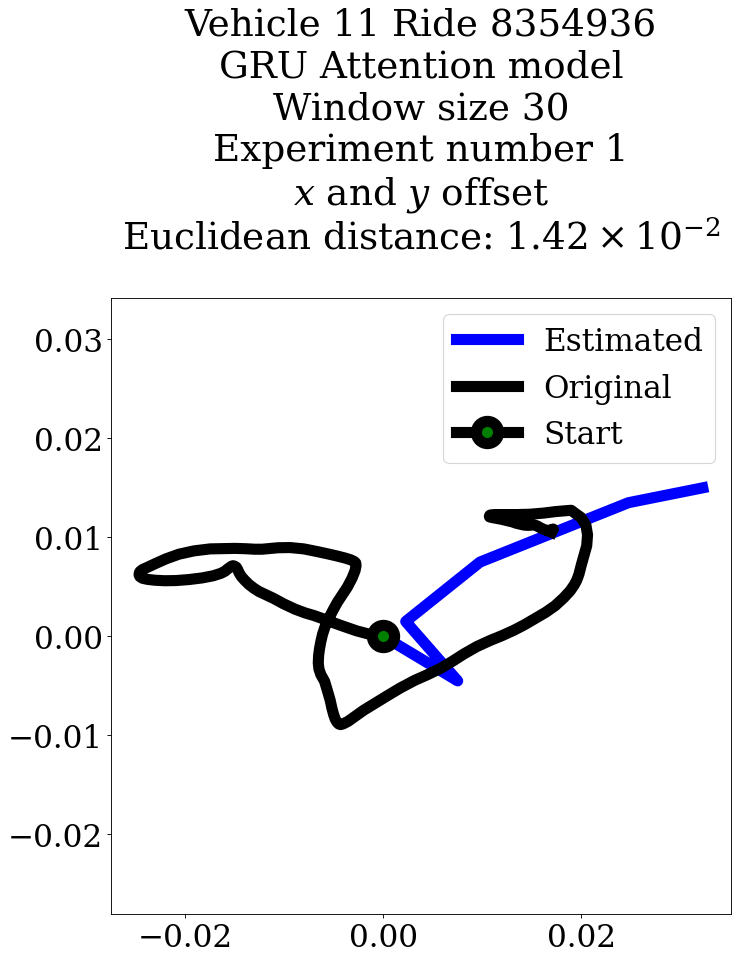 Vehicle 11 Ride 8354936
GRU Attention model
Window size 30
Experiment number 1
x and y offset
Euclidean distance: 1.42 × 10⁻²
Estimated
Original
Start
0.03
0.02
0.01
0.00
−0.01
−0.02
−0.02 0.00 0.02